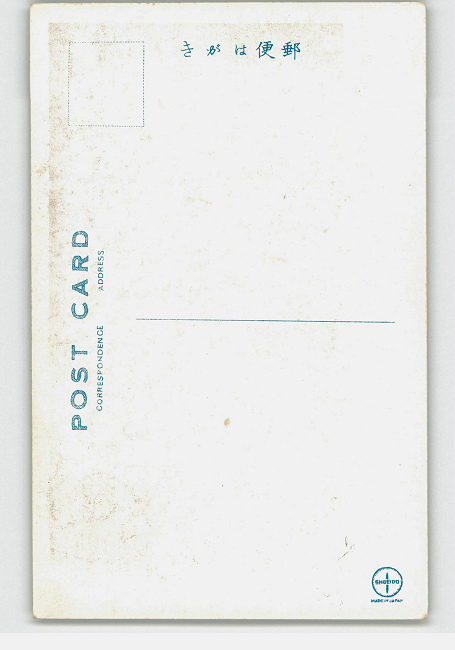 きがは便郵
POST CARD
CORRESPONDENCE
ADDRESS
SHOBIDO
MADE IN JAPAN